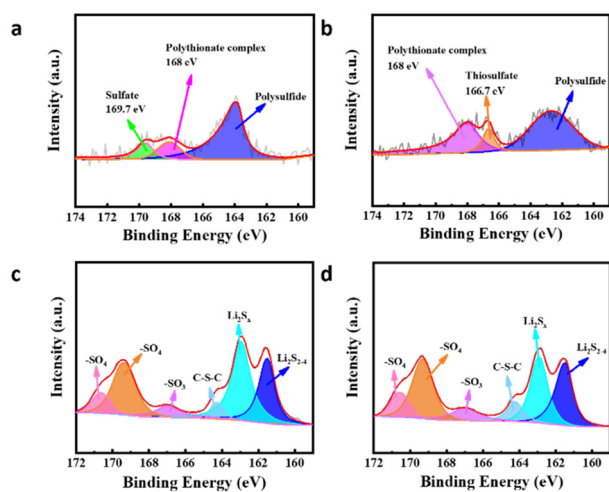 a
Intensity (a.u.)
Sulfate
169.7 eV
Polythionate complex
168 eV
Polysulfide
174 172 170 168 166 164 162 160
Binding Energy (eV)
b
Intensity (a.u.)
Polythionate complex
168 eV
Thiosulfate
166.7 eV
Polysulfide
174 172 170 168 166 164 162 160
Binding Energy (eV)
c
Intensity (a.u.)
-SO₄
-SO₄
-SO₃
C-S-C
Li₂Sₓ
Li₂S₂₋₄
172 170 168 166 164 162 160
Binding Energy (eV)
d
Intensity (a.u.)
-SO₄
-SO₄
-SO₃
C-S-C
Li₂Sₓ
Li₂S₂₋₄
172 170 168 166 164 162 160
Binding Energy (eV)